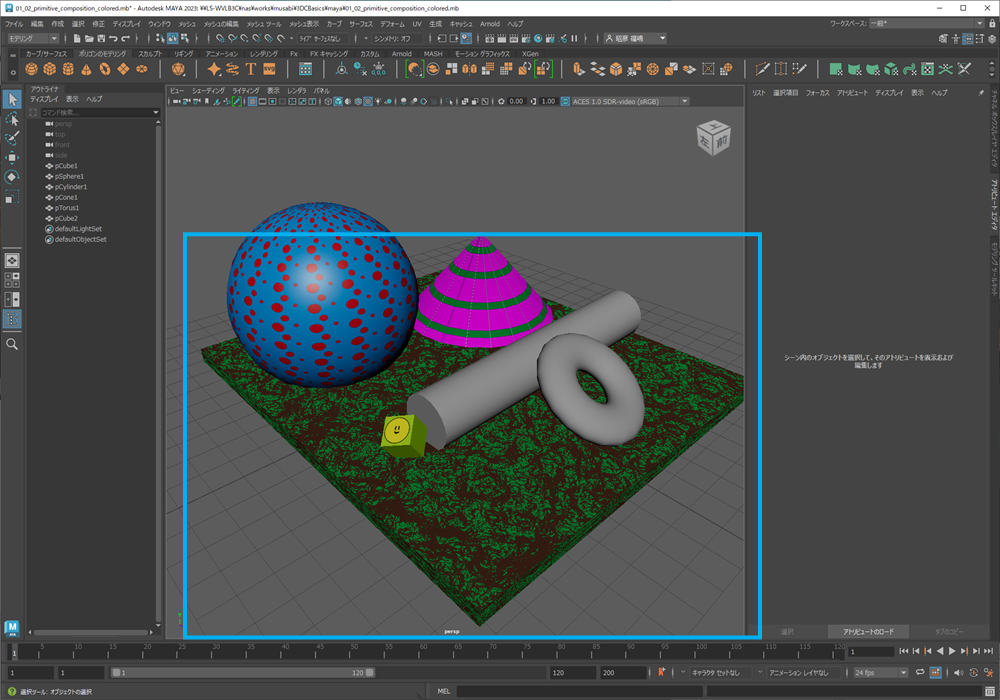 01_02_primitive_composition_colored.mb* - Autodesk MAYA 2023: ¥¥LS-WVLB3C¥nas¥works¥musabi¥3DCBasics¥maya¥01_02_primitive_composition_colored.mb
ファイル 編集 作成 選択 修正 ディスプレイ ウィンドウ メッシュ メッシュの編集 メッシュ ツール メッシュ表示 カーブ サーフェス デフォーム UV 生成 キャッシュ Arnold ヘルプ
ワークスペース: 一般*
モデリング
ライブ サーフェスなし
シンメトリ: オフ
カーブ/サーフェス ポリゴンのモデリング スカルプト リギング アニメーション レンダリング Fx FX キャッシング カスタム Arnold MASH モーション グラフィックス XGen
アウトライナ
ディスプレイ 表示 ヘルプ
コマンド検索...
persp
top
front
side
pCube1
pSphere1
pCylinder1
pCone1
pTorus1
pCube2
defaultLightSet
defaultObjectSet
ビュー シェーディング ライティング 表示 レンダラ パネル
0.00 1.00 ACES 1.0 SDR-video (sRGB)
左 前
persp
リスト 選択項目 フォーカス アトリビュート ディスプレイ 表示 ヘルプ
シーン内のオブジェクトを選択して、そのアトリビュートを表示および
編集します
選択 アトリビュートのロード タブのコピー
アトリビュート エディタ
5 10 15 20 25 30 35 40 45 50 55 60 65 70 75 80 85 90 95 100 105 110 115 120
1
1
1 1 1 120 120 200 キャラクタ セットなし アニメーション レイヤなし 24 fps
選択ツール: オブジェクトの選択
MEL